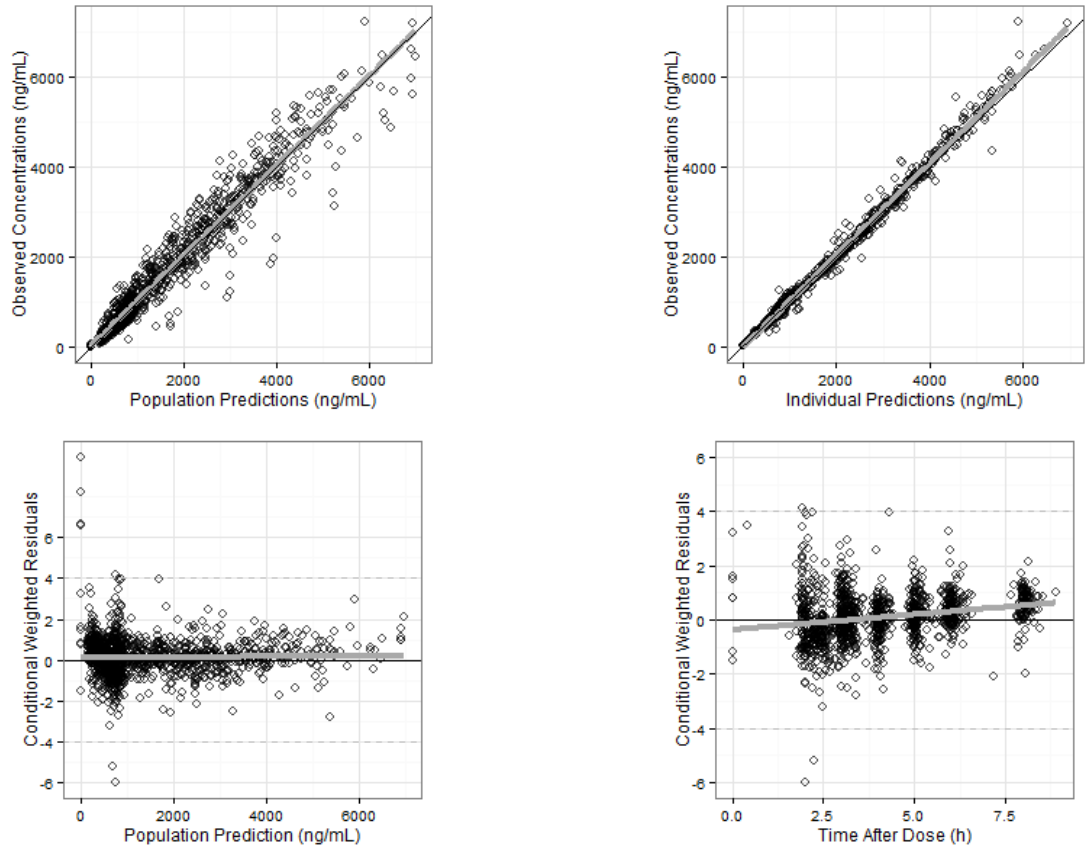 Observed Concentrations (ng/mL)
6000
4000
2000
0
0 2000 4000 6000
Population Predictions (ng/mL)
Observed Concentrations (ng/mL)
6000
4000
2000
0
0 2000 4000 6000
Individual Predictions (ng/mL)
Conditional Weighted Residuals
8
6
4
2
0
-2
-4
-6
0 2000 4000 6000
Population Prediction (ng/mL)
Conditional Weighted Residuals
6
4
2
0
-2
-4
-6
0.0 2.5 5.0 7.5
Time After Dose (h)